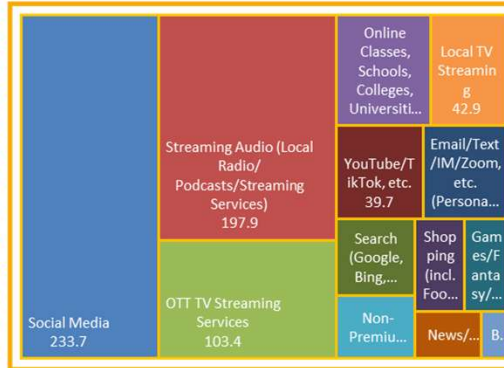 Social Media
233.7
Streaming Audio (Local
Radio/
Podcasts/Streaming
Services)
197.9
OTT TV Streaming
Services
103.4
Online
Classes,
Schools,
Colleges,
Universiti...
Local TV
Streamin
g
42.9
YouTube/T
ikTok, etc.
39.7
Email/Text
/IM/Zoom,
etc.
(Persona...
Search
(Google,
Bing,...
Shop
ping
(incl.
Foo...
Gam
es/F
anta
sy/...
Non-
Premiu...
News/...
B...